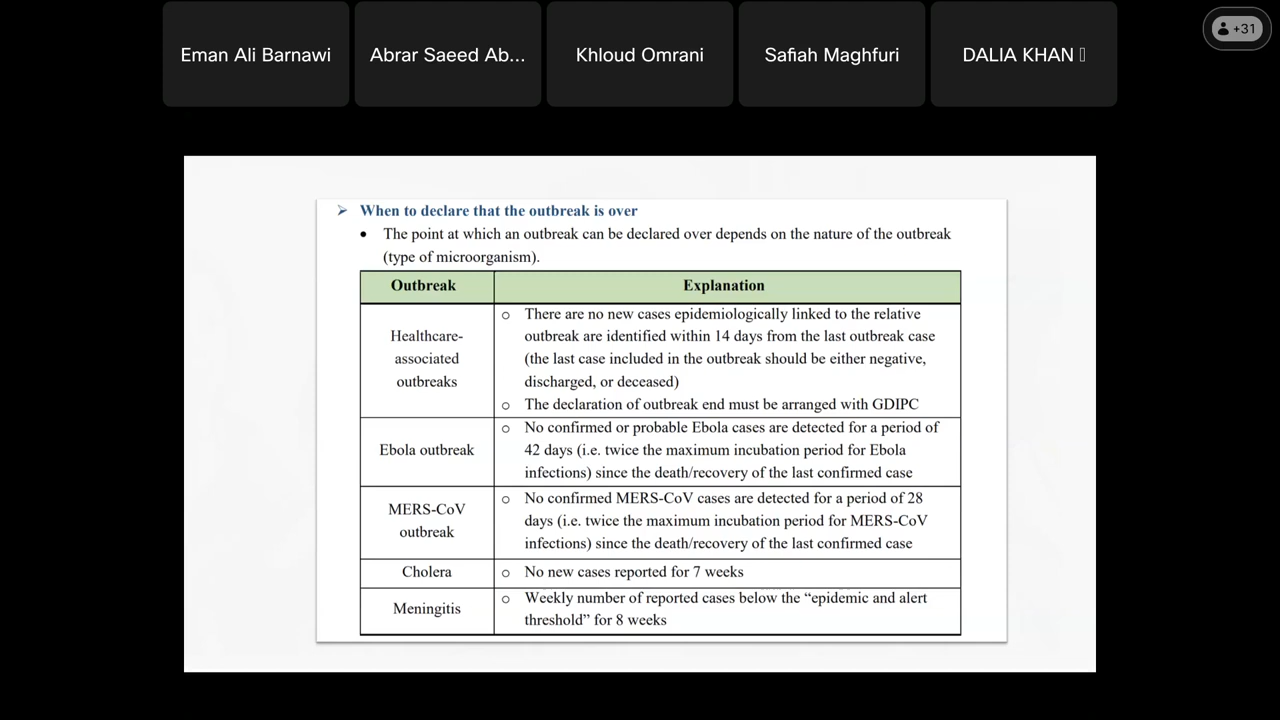 Eman Ali Barnawi
Abrar Saeed Ab...
Khloud Omrani
Safiah Maghfuri
DALIA KHAN
+31
➢ When to declare that the outbreak is over
• The point at which an outbreak can be declared over depends on the nature of the outbreak
(type of microorganism).
Outbreak
Explanation
Healthcare-
associated
outbreaks
o There are no new cases epidemiologically linked to the relative
outbreak are identified within 14 days from the last outbreak case
(the last case included in the outbreak should be either negative,
discharged, or deceased)
o The declaration of outbreak end must be arranged with GDIPC
Ebola outbreak
o No confirmed or probable Ebola cases are detected for a period of
42 days (i.e. twice the maximum incubation period for Ebola
infections) since the death/recovery of the last confirmed case
MERS-CoV
outbreak
o No confirmed MERS-CoV cases are detected for a period of 28
days (i.e. twice the maximum incubation period for MERS-CoV
infections) since the death/recovery of the last confirmed case
Cholera
o No new cases reported for 7 weeks
Meningitis
o Weekly number of reported cases below the “epidemic and alert
threshold” for 8 weeks